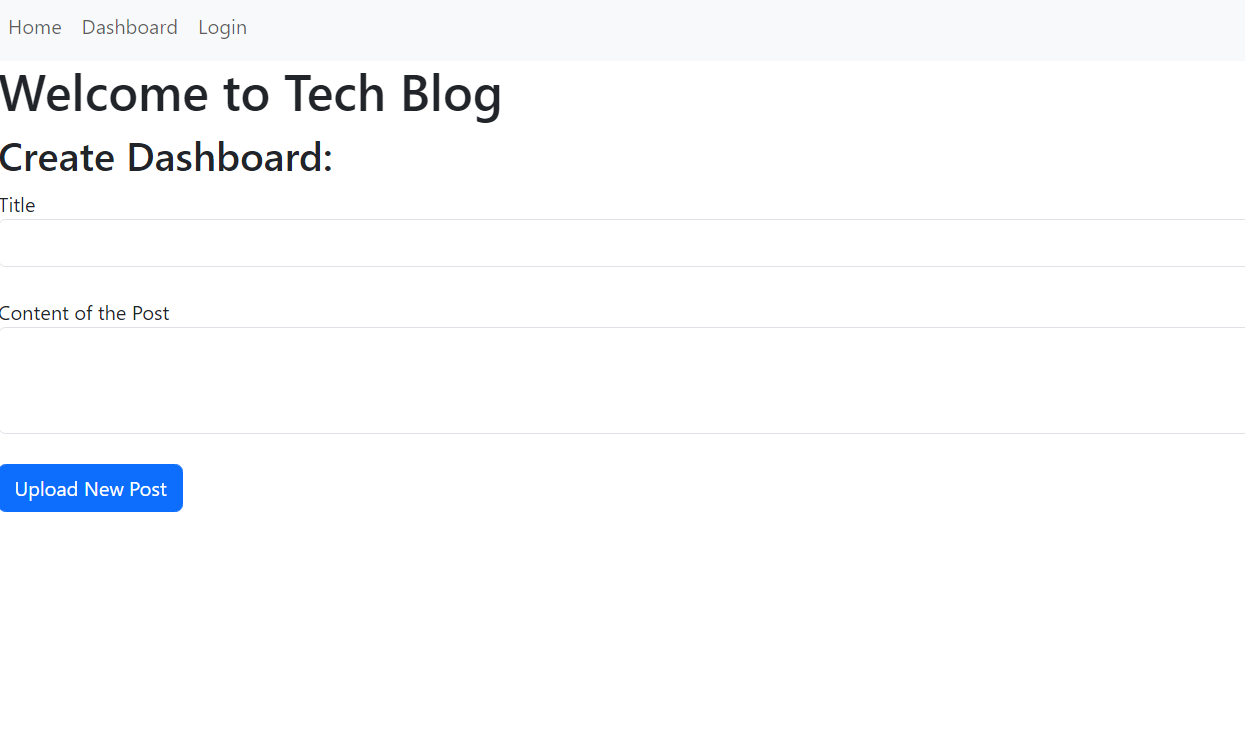 Home Dashboard Login
Welcome to Tech Blog
Create Dashboard:
Title
Content of the Post
Upload New Post